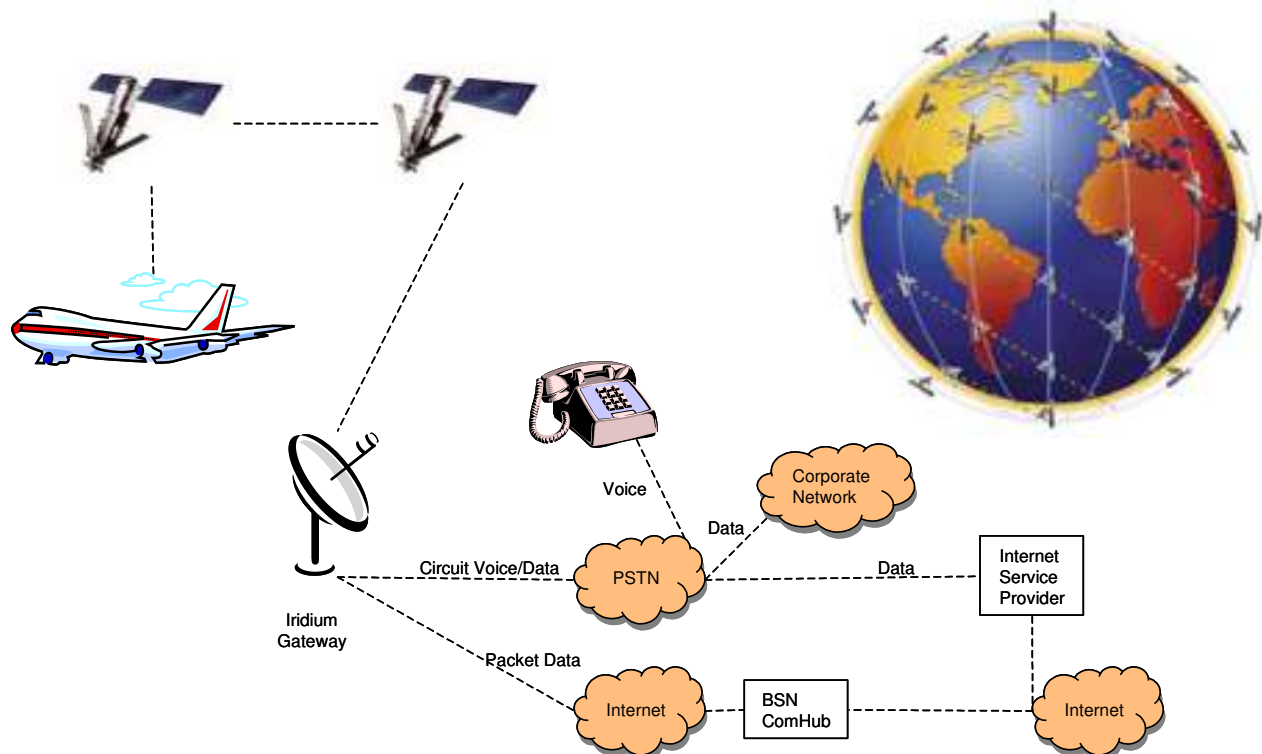 Voice
Corporate
Network
Data
Circuit Voice/Data
PSTN
Data
Internet
Service
Provider
Iridium
Gateway
Packet Data
Internet
BSN
ComHub
Internet